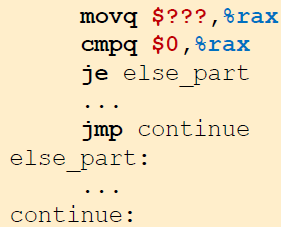 movq $???,%rax
cmpq $0,%rax
je else_part
...
jmp continue
else_part:
...
continue: